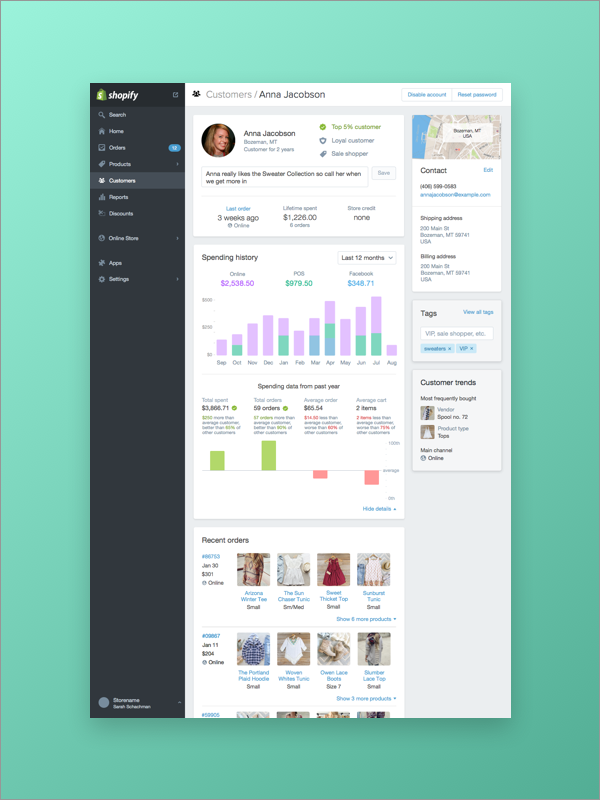 shopify
Search
Home
Orders
12
Products
Customers
Reports
Discounts
Online Store
Apps
Settings
Storename
Sarah Schechman
Customers / Anna Jacobson
Disable account
Reset password
Anna Jacobson
Bozeman, MT
Customer for 2 years
Top 5% customer
Loyal customer
Sale shopper
Anna really likes the Sweater Collection so call her when
we get more in
Save
Last order
3 weeks ago
Online
Lifetime spent
$1,226.00
6 orders
Store credit
none
Spending history
Last 12 months
Online
$2,538.50
POS
$979.50
Facebook
$348.71
$500
$250
$0
Sep Oct Nov Dec Jan Feb Mar Apr May Jun Jul Aug
Spending data from past year
Total spent
$3,866.71
$250 more than
average customer,
better than 80% of
other customers
Total orders
59 orders
37 orders more than
average customer,
better than 80% of
other customers
Average order
$65.54
less than
average customer,
worse than 60% of
other customers
Average cart
2 items
2 items less than
average customer,
worse than 75% of
other customers
average
Hide details
Recent orders
#86753
Jan 30
$301
Online
Arizona
Winter Tee
Small
The Sun
Chaser Tunic
Sm/Med
Sweet
Thicket Top
Small
Sunburst
Tunic
Small
Show 6 more products
#09867
Jan 11
$204
Online
The Portland
Plaid Hoodie
Small
Woven
Whites Tunic
Small
Owen Lace
Boots
Size 7
Slumber
Lace Top
Small
Show 3 more products
Bozeman, MT
USA
Contact
Edit
(406) 599-0583
annajacobson@example.com
Shipping address
200 Main St
Bozeman, MT 59741
USA
Billing address
200 Main St
Bozeman, MT 59741
USA
Tags
View all tags
VIP, sale shopper, etc.
sweaters ×
VIP ×
Customer trends
Most frequently bought
Vendor
Spool no. 72
Product type
Tops
Main channel
Online